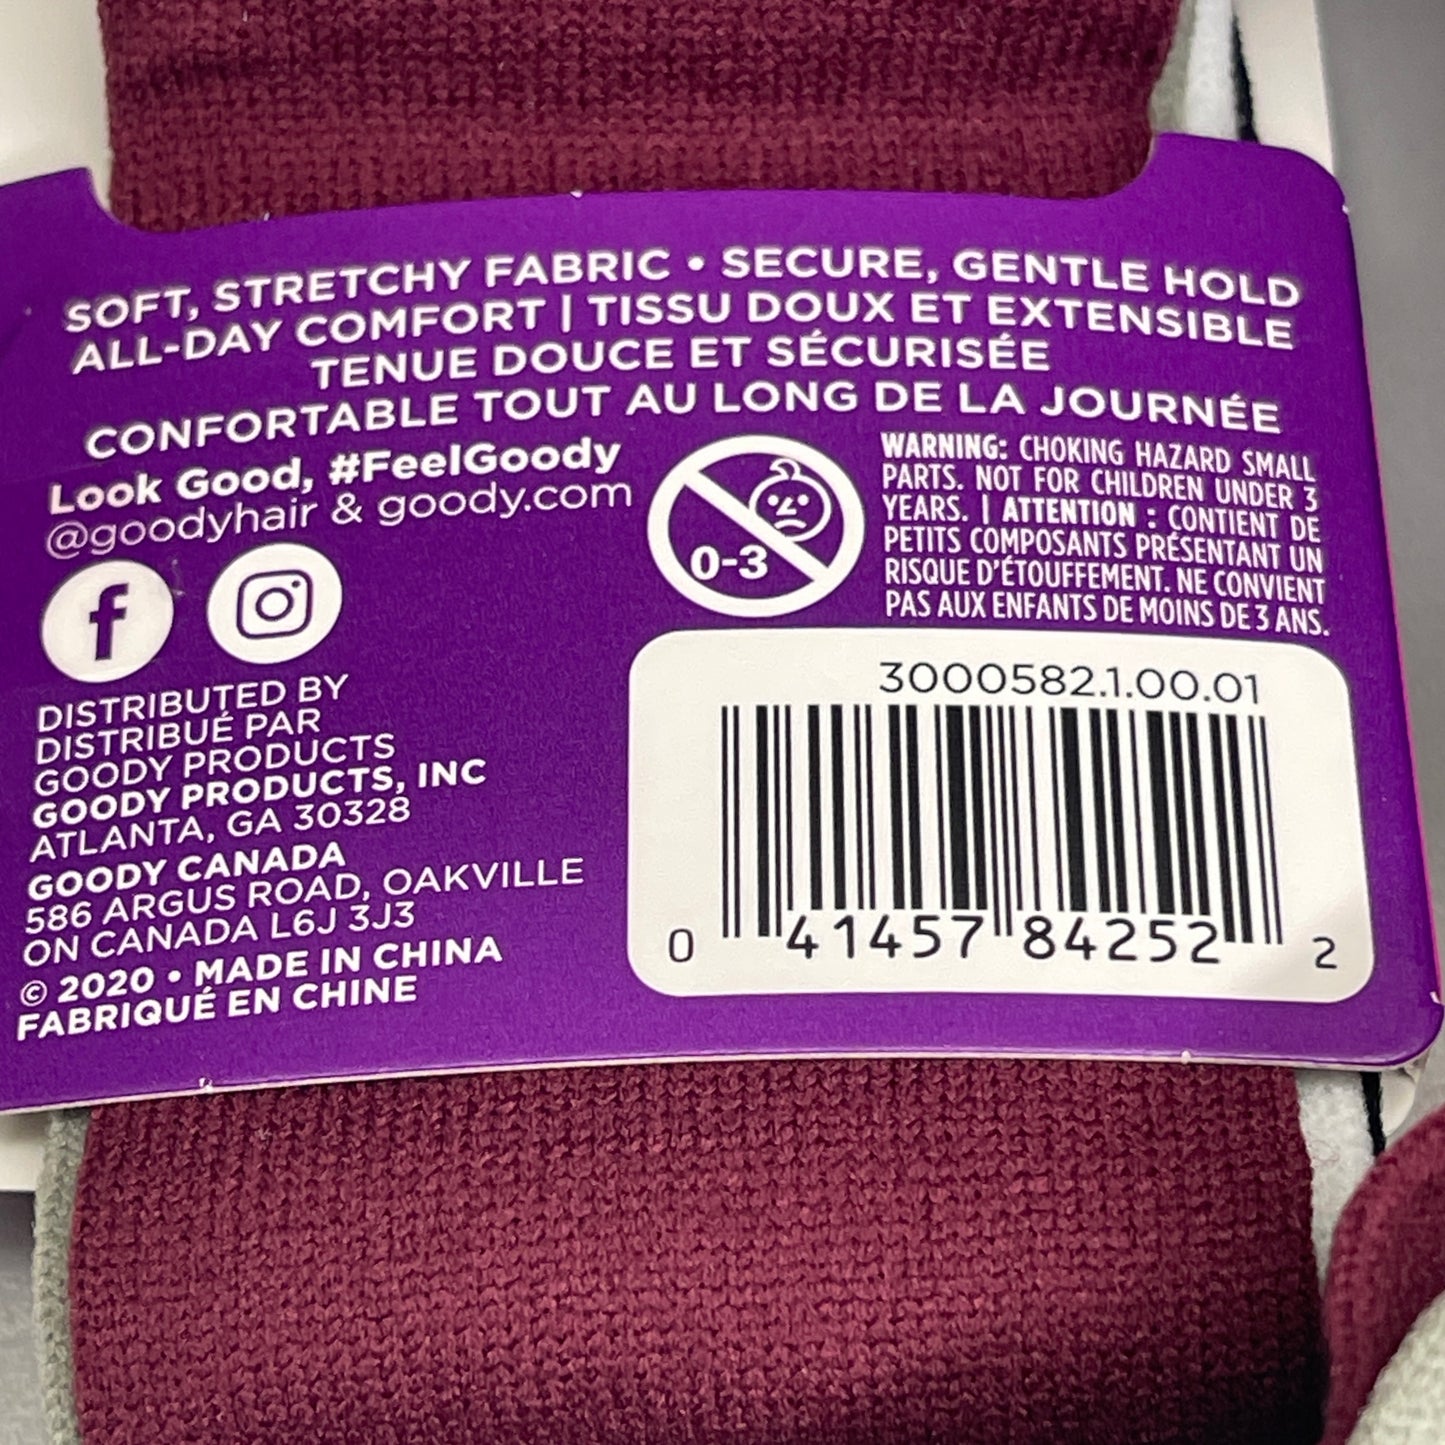 SOFT, STRETCHY FABRIC • SECURE, GENTLE HOLD
ALL-DAY COMFORT | TISSU DOUX ET EXTENSIBLE
TENUE DOUCE ET SÉCURISÉE
CONFORTABLE TOUT AU LONG DE LA JOURNÉE
Look Good, #FeelGoody
@goodyhair & goody.com
f
DISTRIBUTED BY
DISTRIBUÉ PAR
GOODY PRODUCTS
GOODY PRODUCTS, INC
ATLANTA, GA 30328
GOODY CANADA
586 ARGUS ROAD, OAKVILLE
ON CANADA L6J 3J3
© 2020 • MADE IN CHINA
FABRIQUÉ EN CHINE
0-3
WARNING: CHOKING HAZARD SMALL
PARTS. NOT FOR CHILDREN UNDER 3
YEARS. | ATTENTION : CONTIENT DE
PETITS COMPOSANTS PRÉSENTANT UN
RISQUE D'ÉTOUFFEMENT. NE CONVIENT
PAS AUX ENFANTS DE MOINS DE 3 ANS.
3000582.1.00.01
0 41457 84252 2